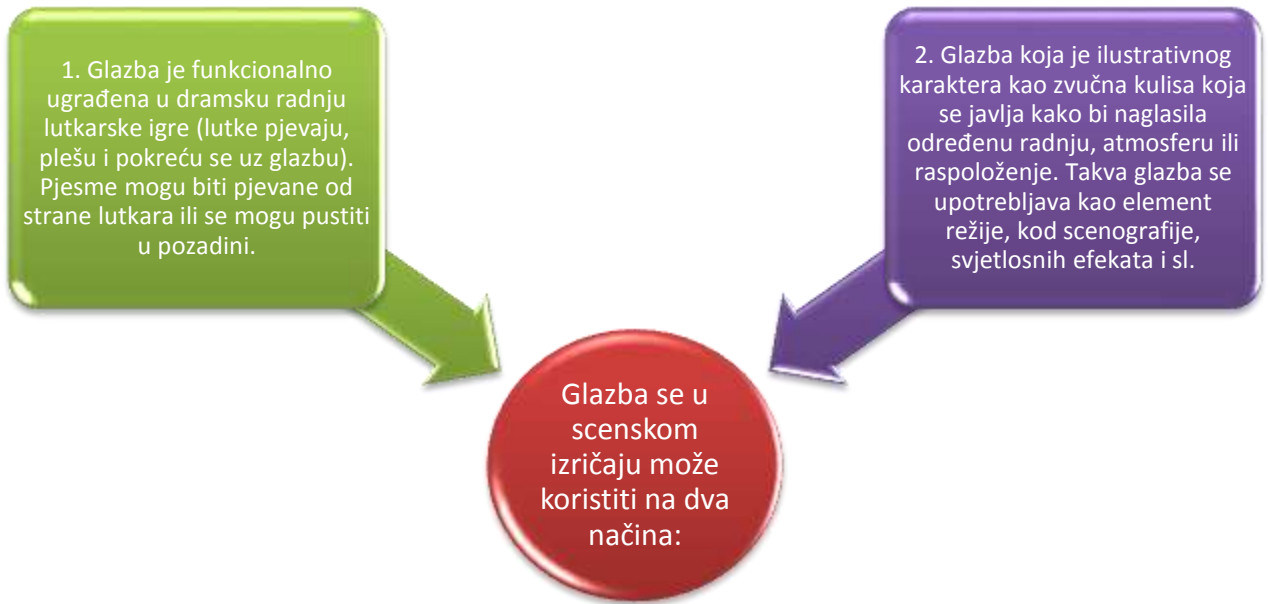 1. Glazba je funkcionalno
ugrađena u dramsku radnju
lutkarske igre (lutke pjevaju,
plešu i pokreću se uz glazbu).
Pjesme mogu biti pjevane od
strane lutkara ili se mogu pustiti
u pozadini.
2. Glazba koja je ilustrativnog
karaktera kao zvučna kulisa koja
se javlja kako bi naglasila
određenu radnju, atmosferu ili
raspoloženje. Takva glazba se
upotrebljava kao element
režije, kod scenografije,
svjetlosnih efekata i sl.
Glazba se u
scenskom
izričaju može
koristiti na dva
načina: